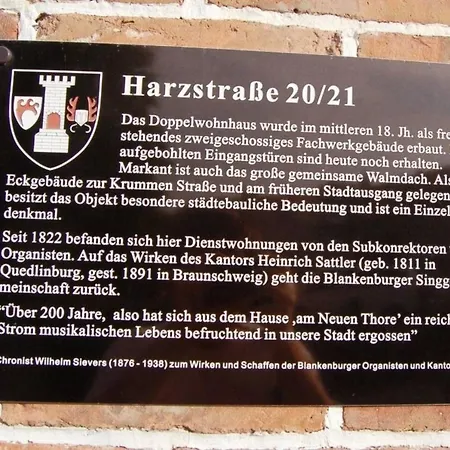 Harzstraße 20/21
Das Doppelwohnhaus wurde im mittleren 18. Jh. als frei
stehendes zweigeschossiges Fachwerkgebäude erbaut.
aufgebohlten Eingangstüren sind heute noch erhalten.
Markant ist auch das große gemeinsame Walmdach. Als
Eckgebäude zur Krummen Straße und am früheren Stadtausgang gelegen
besitzt das Objekt besondere städtebauliche Bedeutung und ist ein Einzel
denkmal.
Seit 1822 befanden sich hier Dienstwohnungen von den Subkonrektoren
Organisten. Auf das Wirken des Kantors Heinrich Sattler (geb. 1811 in
Quedlinburg, gest. 1891 in Braunschweig) geht die Blankenburger Singge
meinschaft zurück.
“Über 200 Jahre, also hat sich aus dem Hause ‚am Neuen Thore’ ein reich
Strom musikalischen Lebens befruchtend in unsere Stadt ergossen”
Chronist Wilhelm Sievers (1876 - 1938) zum Wirken und Schaffen der Blankenburger Organisten und Kanto